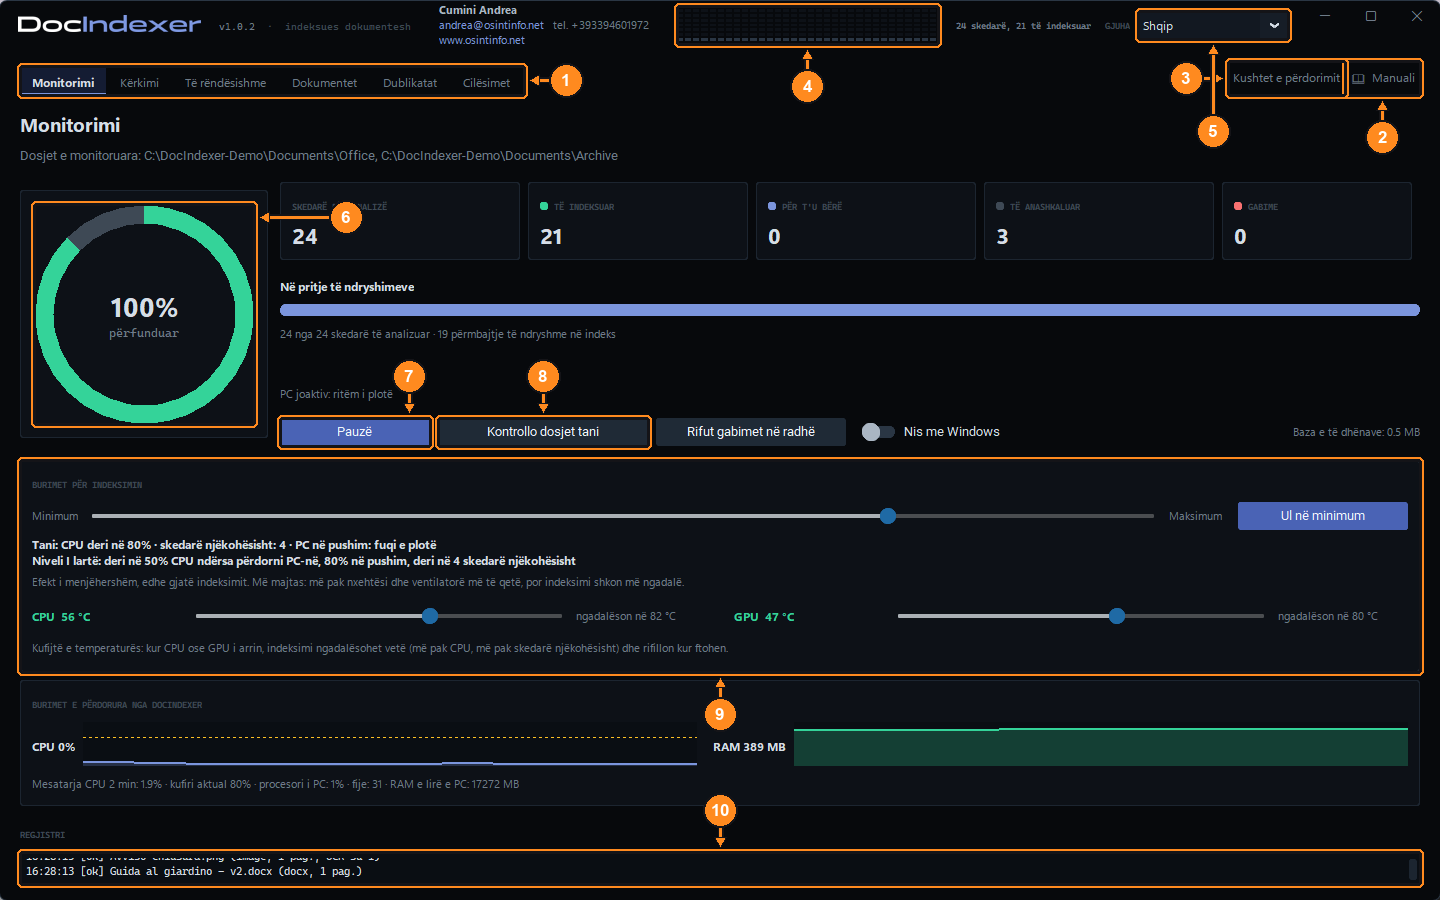 DocIndexer v1.0.2 · indeksues dokumentesh
Cumini Andrea
andrea@osintinfo.net tel. +393394601972
www.osintinfo.net
24 skedarë, 21 të indeksuar GJUHA Shqip
4
Monitorimi Kërkimi Të rëndësishme Dokumentet Dublikatat Cilësimet 1
3 Kushtet e përdorimit Manuali
5 2
Monitorimi
Dosjet e monitoruara: C:\DocIndexer-Demo\Documents\Office, C:\DocIndexer-Demo\Documents\Archive
6
SKEDARË
24
TË INDEKSUAR
21
PËR T'U BËRË
0
TË ANASHKALUAR
3
GABIME
0
100%
përfunduar
Në pritje të ndryshimeve
24 nga 24 skedarë të analizuar · 19 përmbajtje të ndryshme në indeks
7 8
PC joaktiv: ritëm i plotë
Pauzë Kontrollo dosjet tani Rifut gabimet në radhë Nis me Windows Baza e të dhënave: 0.5 MB
BURIMET PËR INDEKSIMIN
Minimum Maksimum Ul në minimum
Tani: CPU deri në 80% · skedarë njëkohësisht: 4 · PC në pushim: fuqi e plotë
Niveli I lartë: deri në 50% CPU ndërsa përdorni PC-në, 80% në pushim, deri në 4 skedarë njëkohësisht
Efekt i menjëhershëm, edhe gjatë indeksimit. Më majtas: më pak nxehtësi dhe ventilatorë më të qetë, por indeksimi shkon më ngadalë.
CPU 56 °C ngadalëson në 82 °C GPU 47 °C ngadalëson në 80 °C
Kufijtë e temperaturës: kur CPU ose GPU i arrin, indeksimi ngadalësohet vetë (më pak CPU, më pak skedarë njëkohësisht) dhe rifillon kur ftohen.
9
BURIMET E PËRDORURA NGA DOCINDEXER
CPU 0% RAM 389 MB
Mesatarja CPU 2 min: 1.9% · kufiri aktual 80% · procesori i PC: 1% · fije: 31 · RAM e lirë e PC: 17272 MB
10
REGJISTRI
16:28:13 [ok] Guida al giardino – v2.docx (docx, 1 pag.)